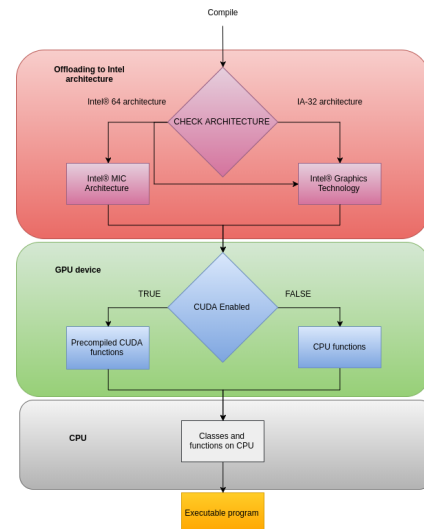 Compile
Offloading to Intel
architecture
Intel® 64 architecture
IA-32 architecture
CHECK ARCHITECTURE
Intel® MIC
Architecture
Intel® Graphics
Technology
GPU device
TRUE
FALSE
CUDA Enabled
Precompiled CUDA
functions
CPU functions
CPU
Classes and
functions on CPU
Executable program